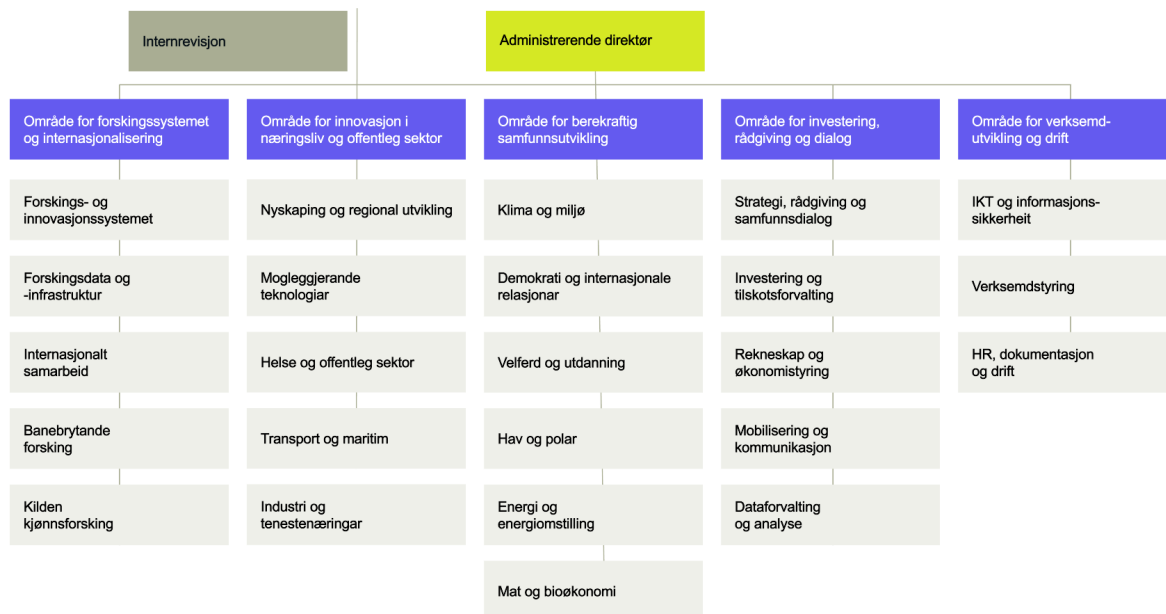 Internrevisjon
Administrerende direktør
Område for forskingssystemet
og internasjonalisering
Forskings- og
innovasjonssystemet
Forskingsdata og
-infrastruktur
Internasjonalt
samarbeid
Banebrytande
forsking
Kilden
kjønnsforsking
Område for innovasjon i
næringsliv og offentleg sektor
Nyskaping og regional utvikling
Mogleggjerande
teknologiar
Helse og offentleg sektor
Transport og maritim
Industri og
tenestenæringar
Område for berekraftig
samfunnsutvikling
Klima og miljø
Demokrati og internasjonale
relasjonar
Velferd og utdanning
Hav og polar
Energi og
energiomstilling
Mat og bioøkonomi
Område for investering,
rådgiving og dialog
Strategi, rådgiving og
samfunnsdialog
Investering og
tilskotsforvalting
Rekneskap og
økonomistyring
Mobilisering og
kommunikasjon
Dataforvalting
og analyse
Område for verksemd-
utvikling og drift
IKT og informasjons-
sikkerheit
Verksemdstyring
HR, dokumentasjon
og drift